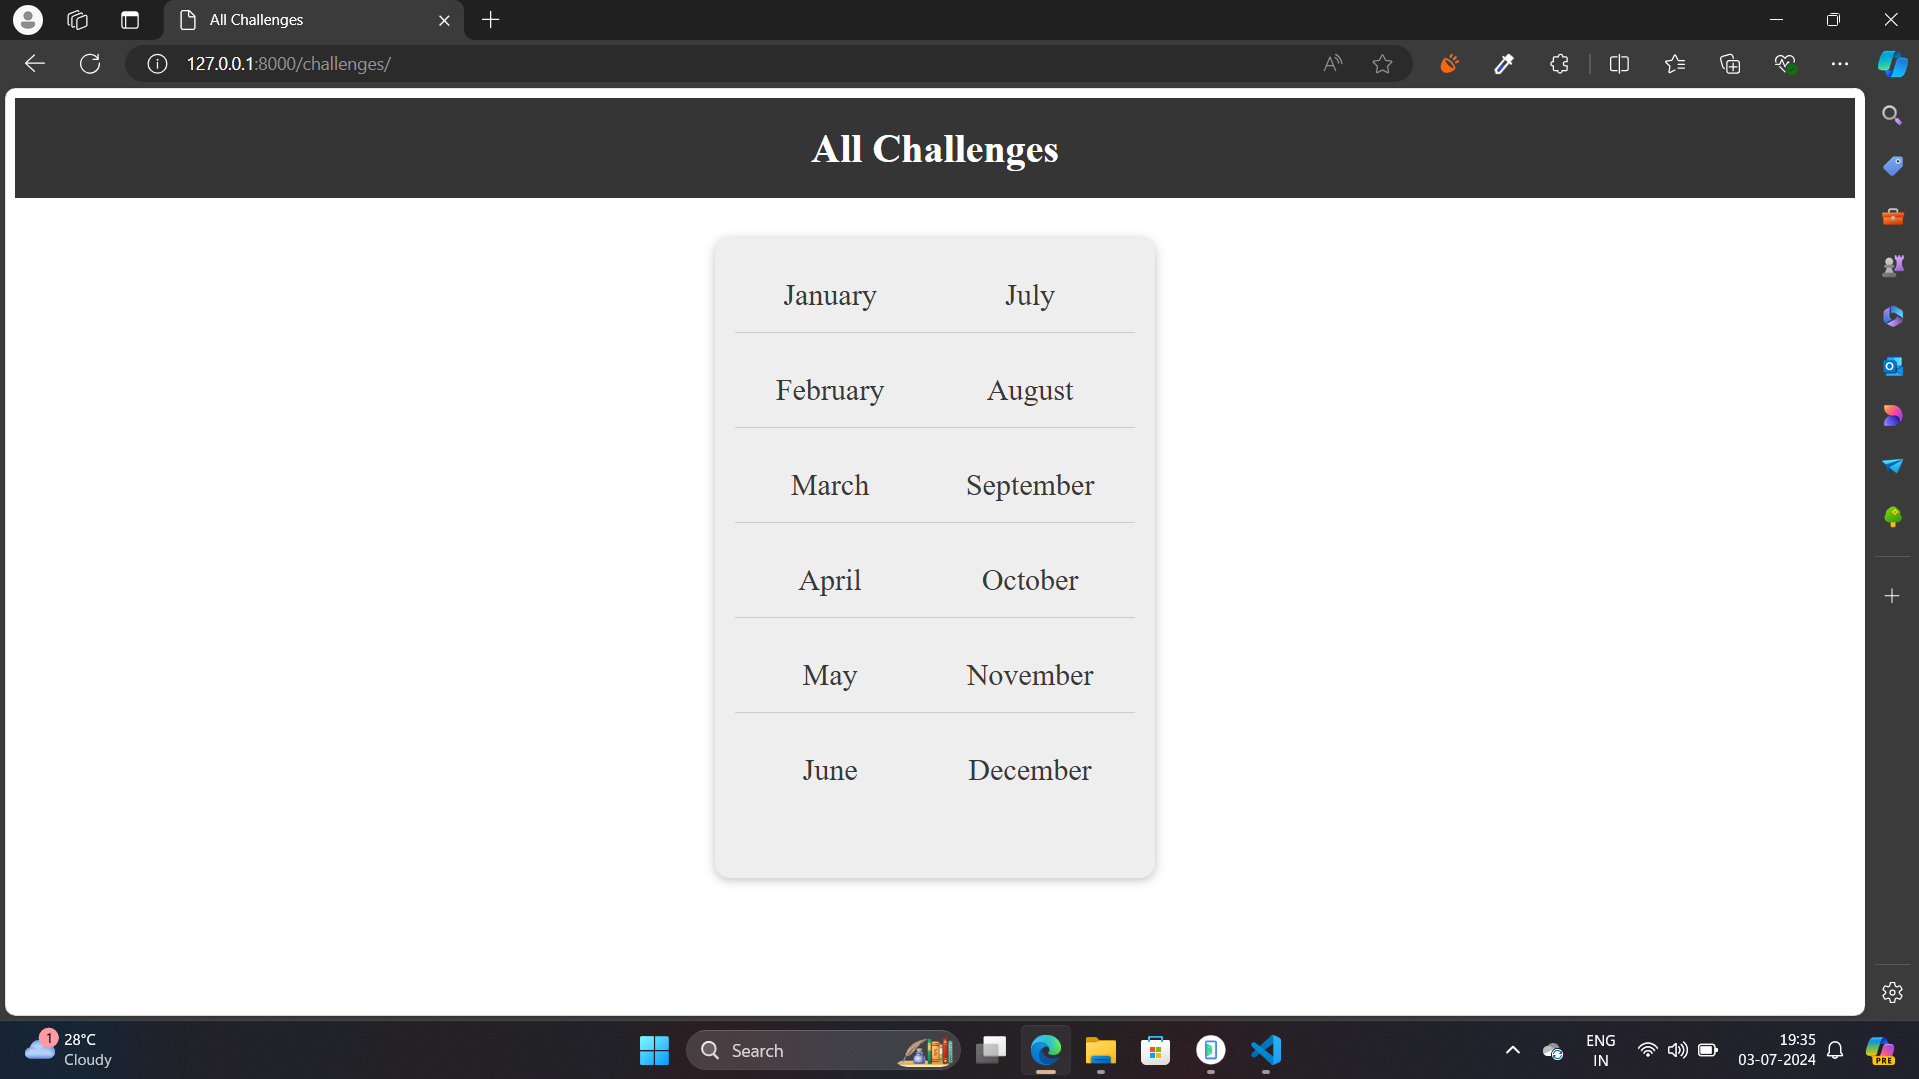 All Challenges
127.0.0.1:8000/challenges/
All Challenges
January July
February August
March September
April October
May November
June December
1
28°C
Cloudy
Search
ENG
IN
19:35
03-07-2024
PRE